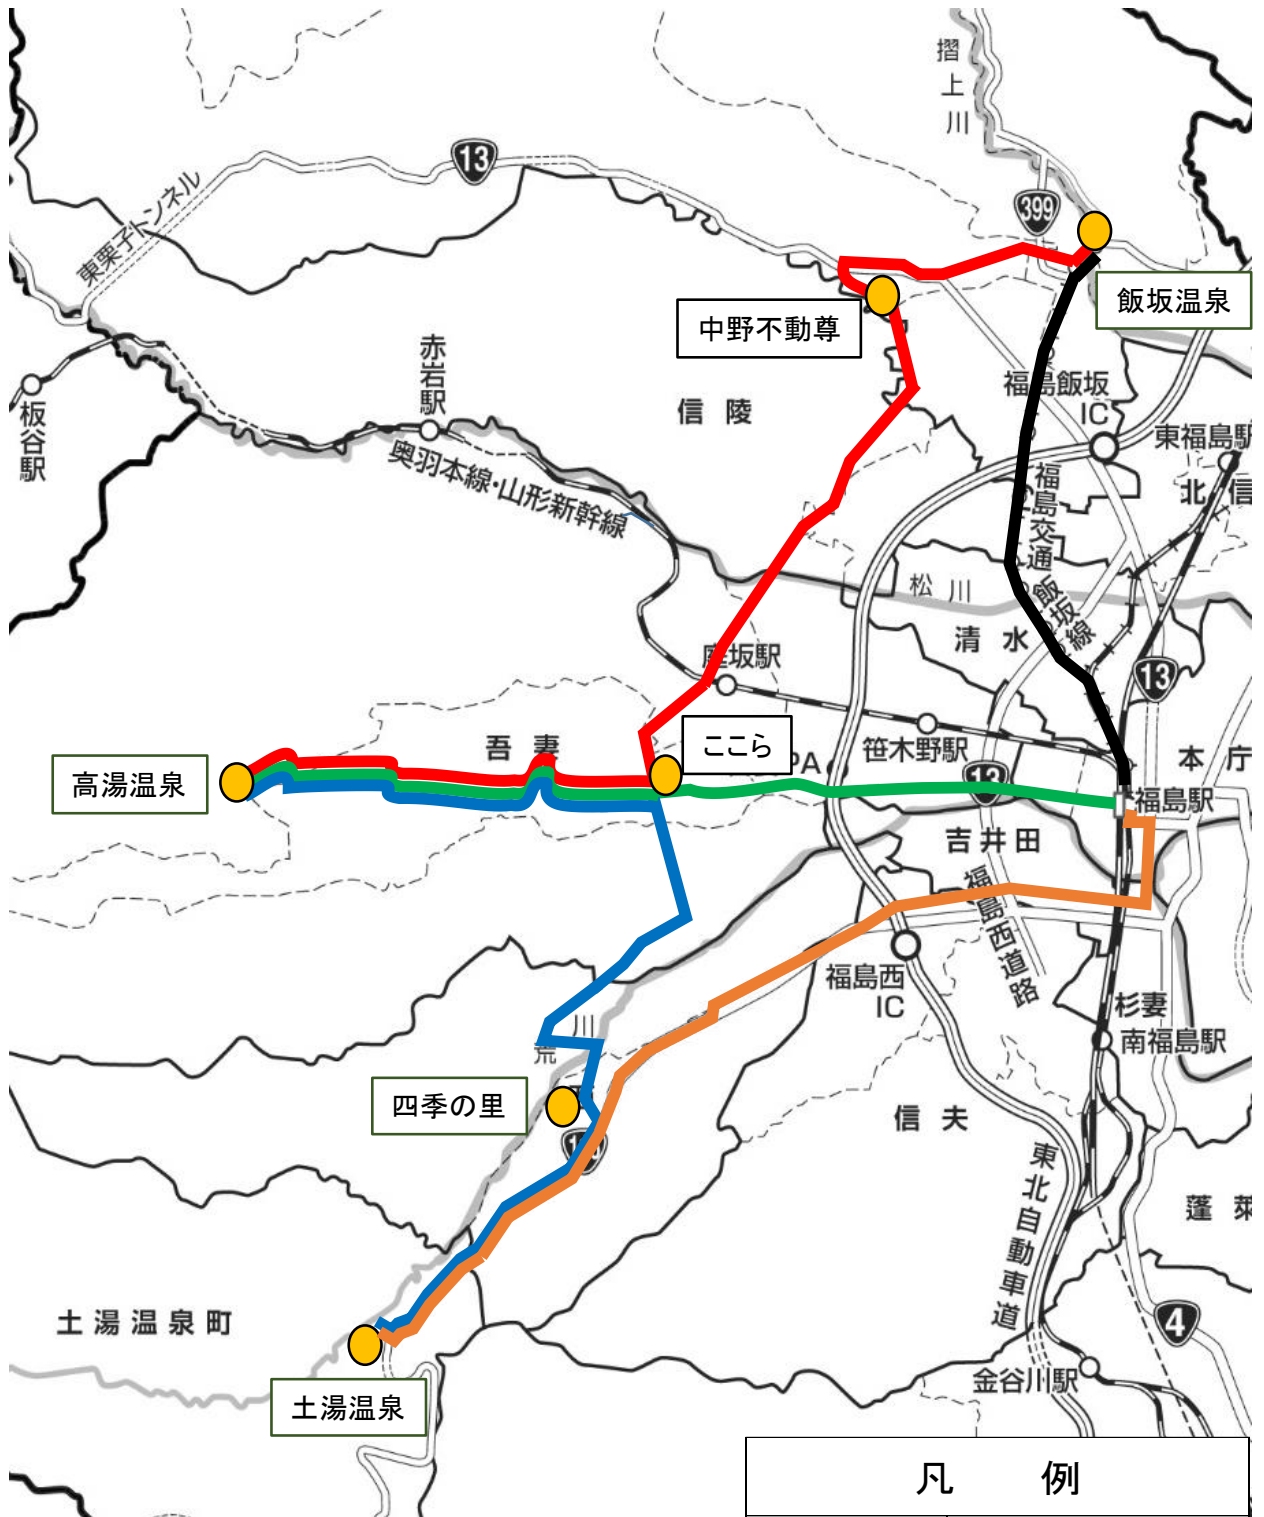 摺上川
13
東栗子トンネル
399
飯坂温泉
中野不動尊
赤岩駅
板谷駅
信陵
福島飯坂
IC
東福島駅
北信
奥羽本線・山形新幹線
福島交通飯坂線
松川
清水
庭坂駅
13
ここら
吾妻
笹木野駅
本庁
高湯温泉
PA
13
福島駅
吉井田
福島西道路
福島西
IC
杉妻
南福島駅
荒川
四季の里
信夫
東北自動車道
蓬莱
土湯温泉町
4
金谷川駅
土湯温泉
凡例